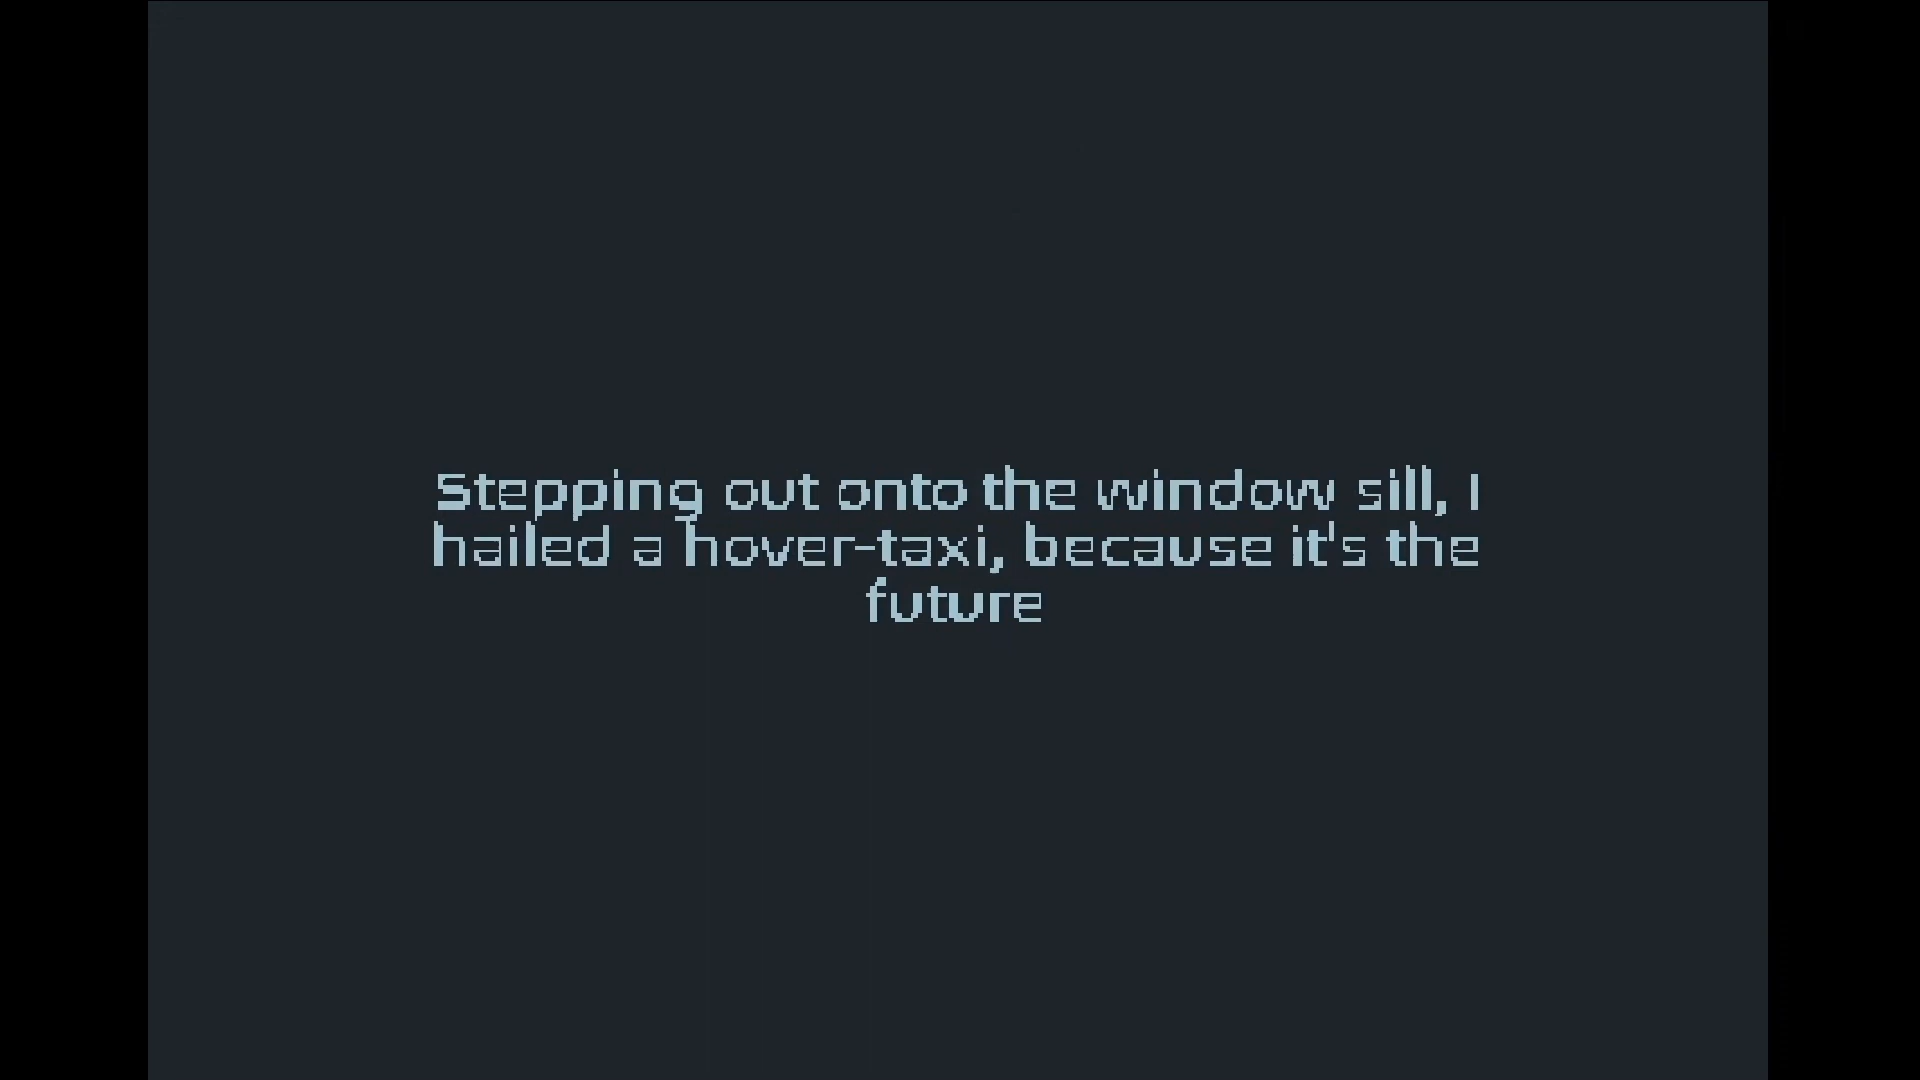 Stepping out onto the window sill, I
hailed a hover-taxi, because it's the
future